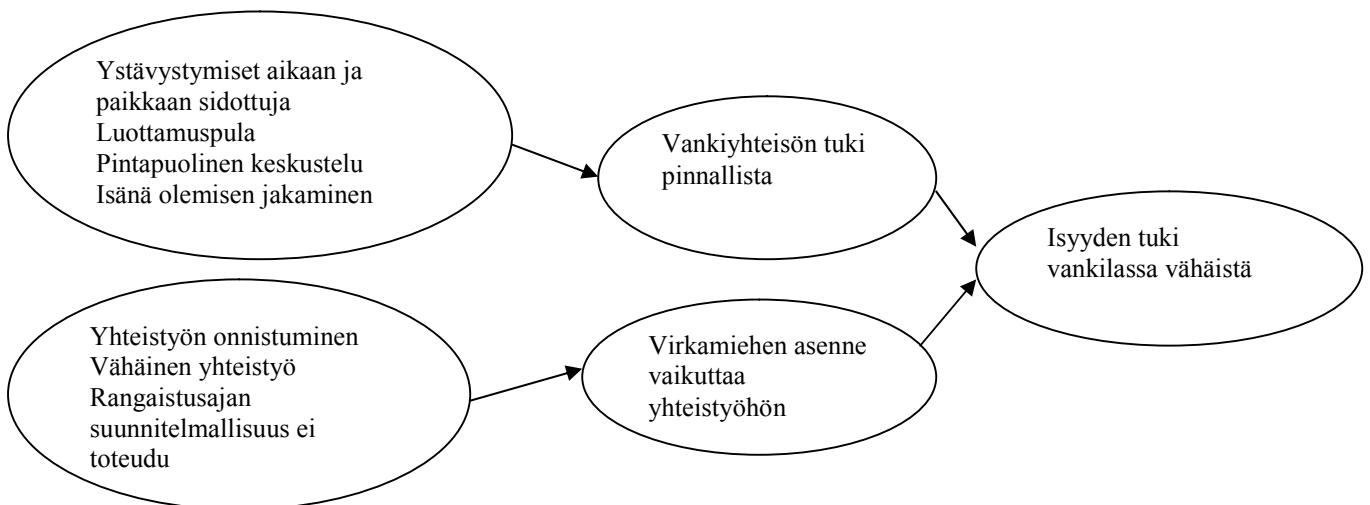 Ystävystymiset aikaan ja
paikkaan sidottuja
Luottamuspula
Pintapuolinen keskustelu
Isänä olemisen jakaminen
Vankiyhteisön tuki
pinnallista
Isyyden tuki
vankilassa vähäistä
Yhteistyön onnistuminen
Vähäinen yhteistyö
Rangaistusajan
suunnitelmallisuus ei
toteudu
Virkamiehen asenne
vaikuttaa
yhteistyöhön